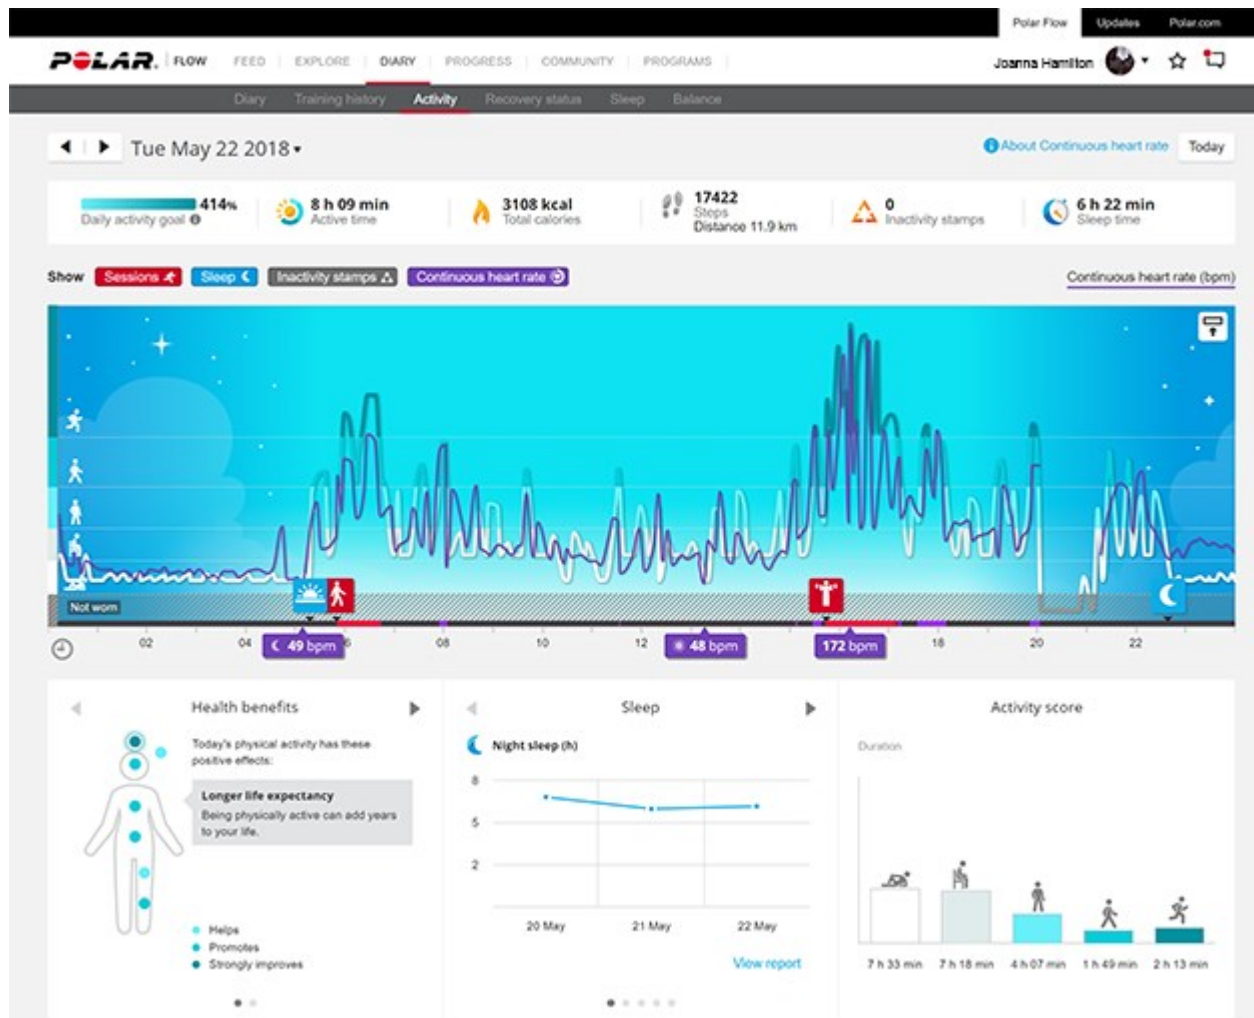 Polar Flow Updates Polar.com
POLAR. FLOW FEED EXPLORE DIARY PROGRESS COMMUNITY PROGRAMS Joanna Hamilton
Diary Training history Activity Recovery status Sleep Balance
Tue May 22 2018 About Continuous heart rate Today
414%
Daily activity goal
8 h 09 min
Active time
3108 kcal
Total calories
17422
Steps
Distance 11.9 km
0
Inactivity stamps
6 h 22 min
Sleep time
Show Sessions Sleep Inactivity stamps Continuous heart rate Continuous heart rate (bpm)
Not worn
02 04 6 08 10 12 18 20 22
49 bpm 48 bpm 172 bpm
Health benefits
Today's physical activity has these
positive effects:
Longer life expectancy
Being physically active can add years
to your life.
Helps
Promotes
Strongly improves
Sleep
Night sleep (h)
8
5
2
20 May 21 May 22 May
View report
Activity score
Duration
7 h 33 min 7 h 18 min 4 h 07 min 1 h 49 min 2 h 13 min